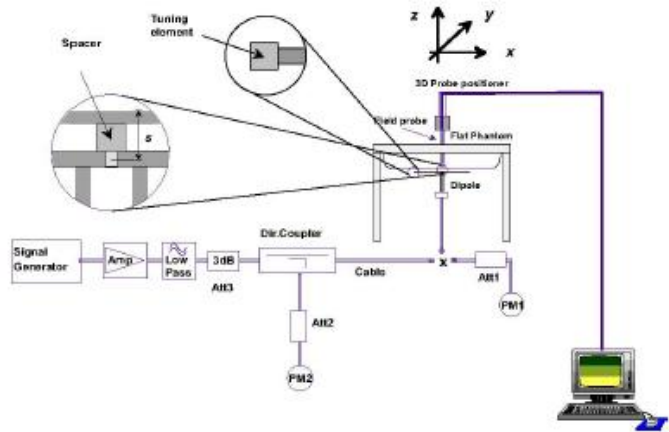 Tuning
element
z
y
x
Spacer
3D Probe positioner
Field probe
Flat Phantom
s
Dipole
Dir.Coupler
Signal
Generator
Amp
Low
Pass
3dB
Cable
x
Att1
Att3
PM1
Att2
PM2